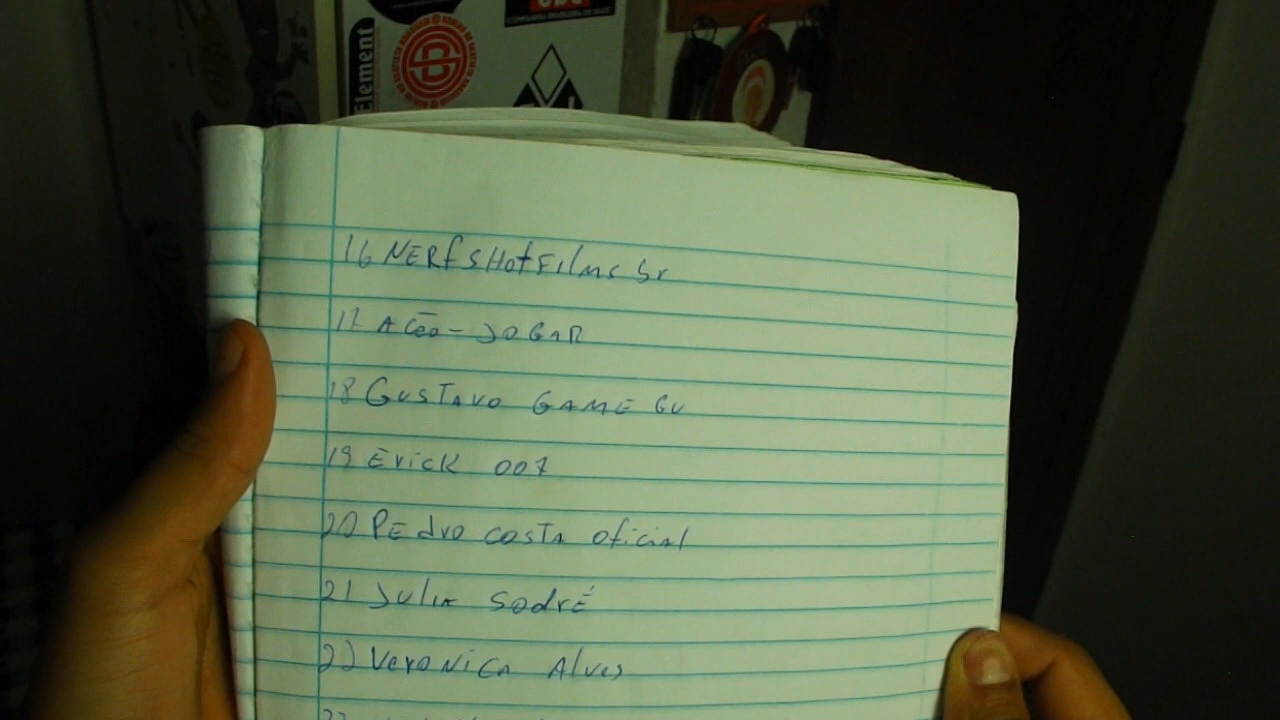 Element
16 NERfSHotFilms br
17 Acão - JOGAR
18 GUSTAVO GAME GU
19 Erick 007
20 PEdro costA oficial
21 JuliA SodrÉ
22 VeroNicA Alves